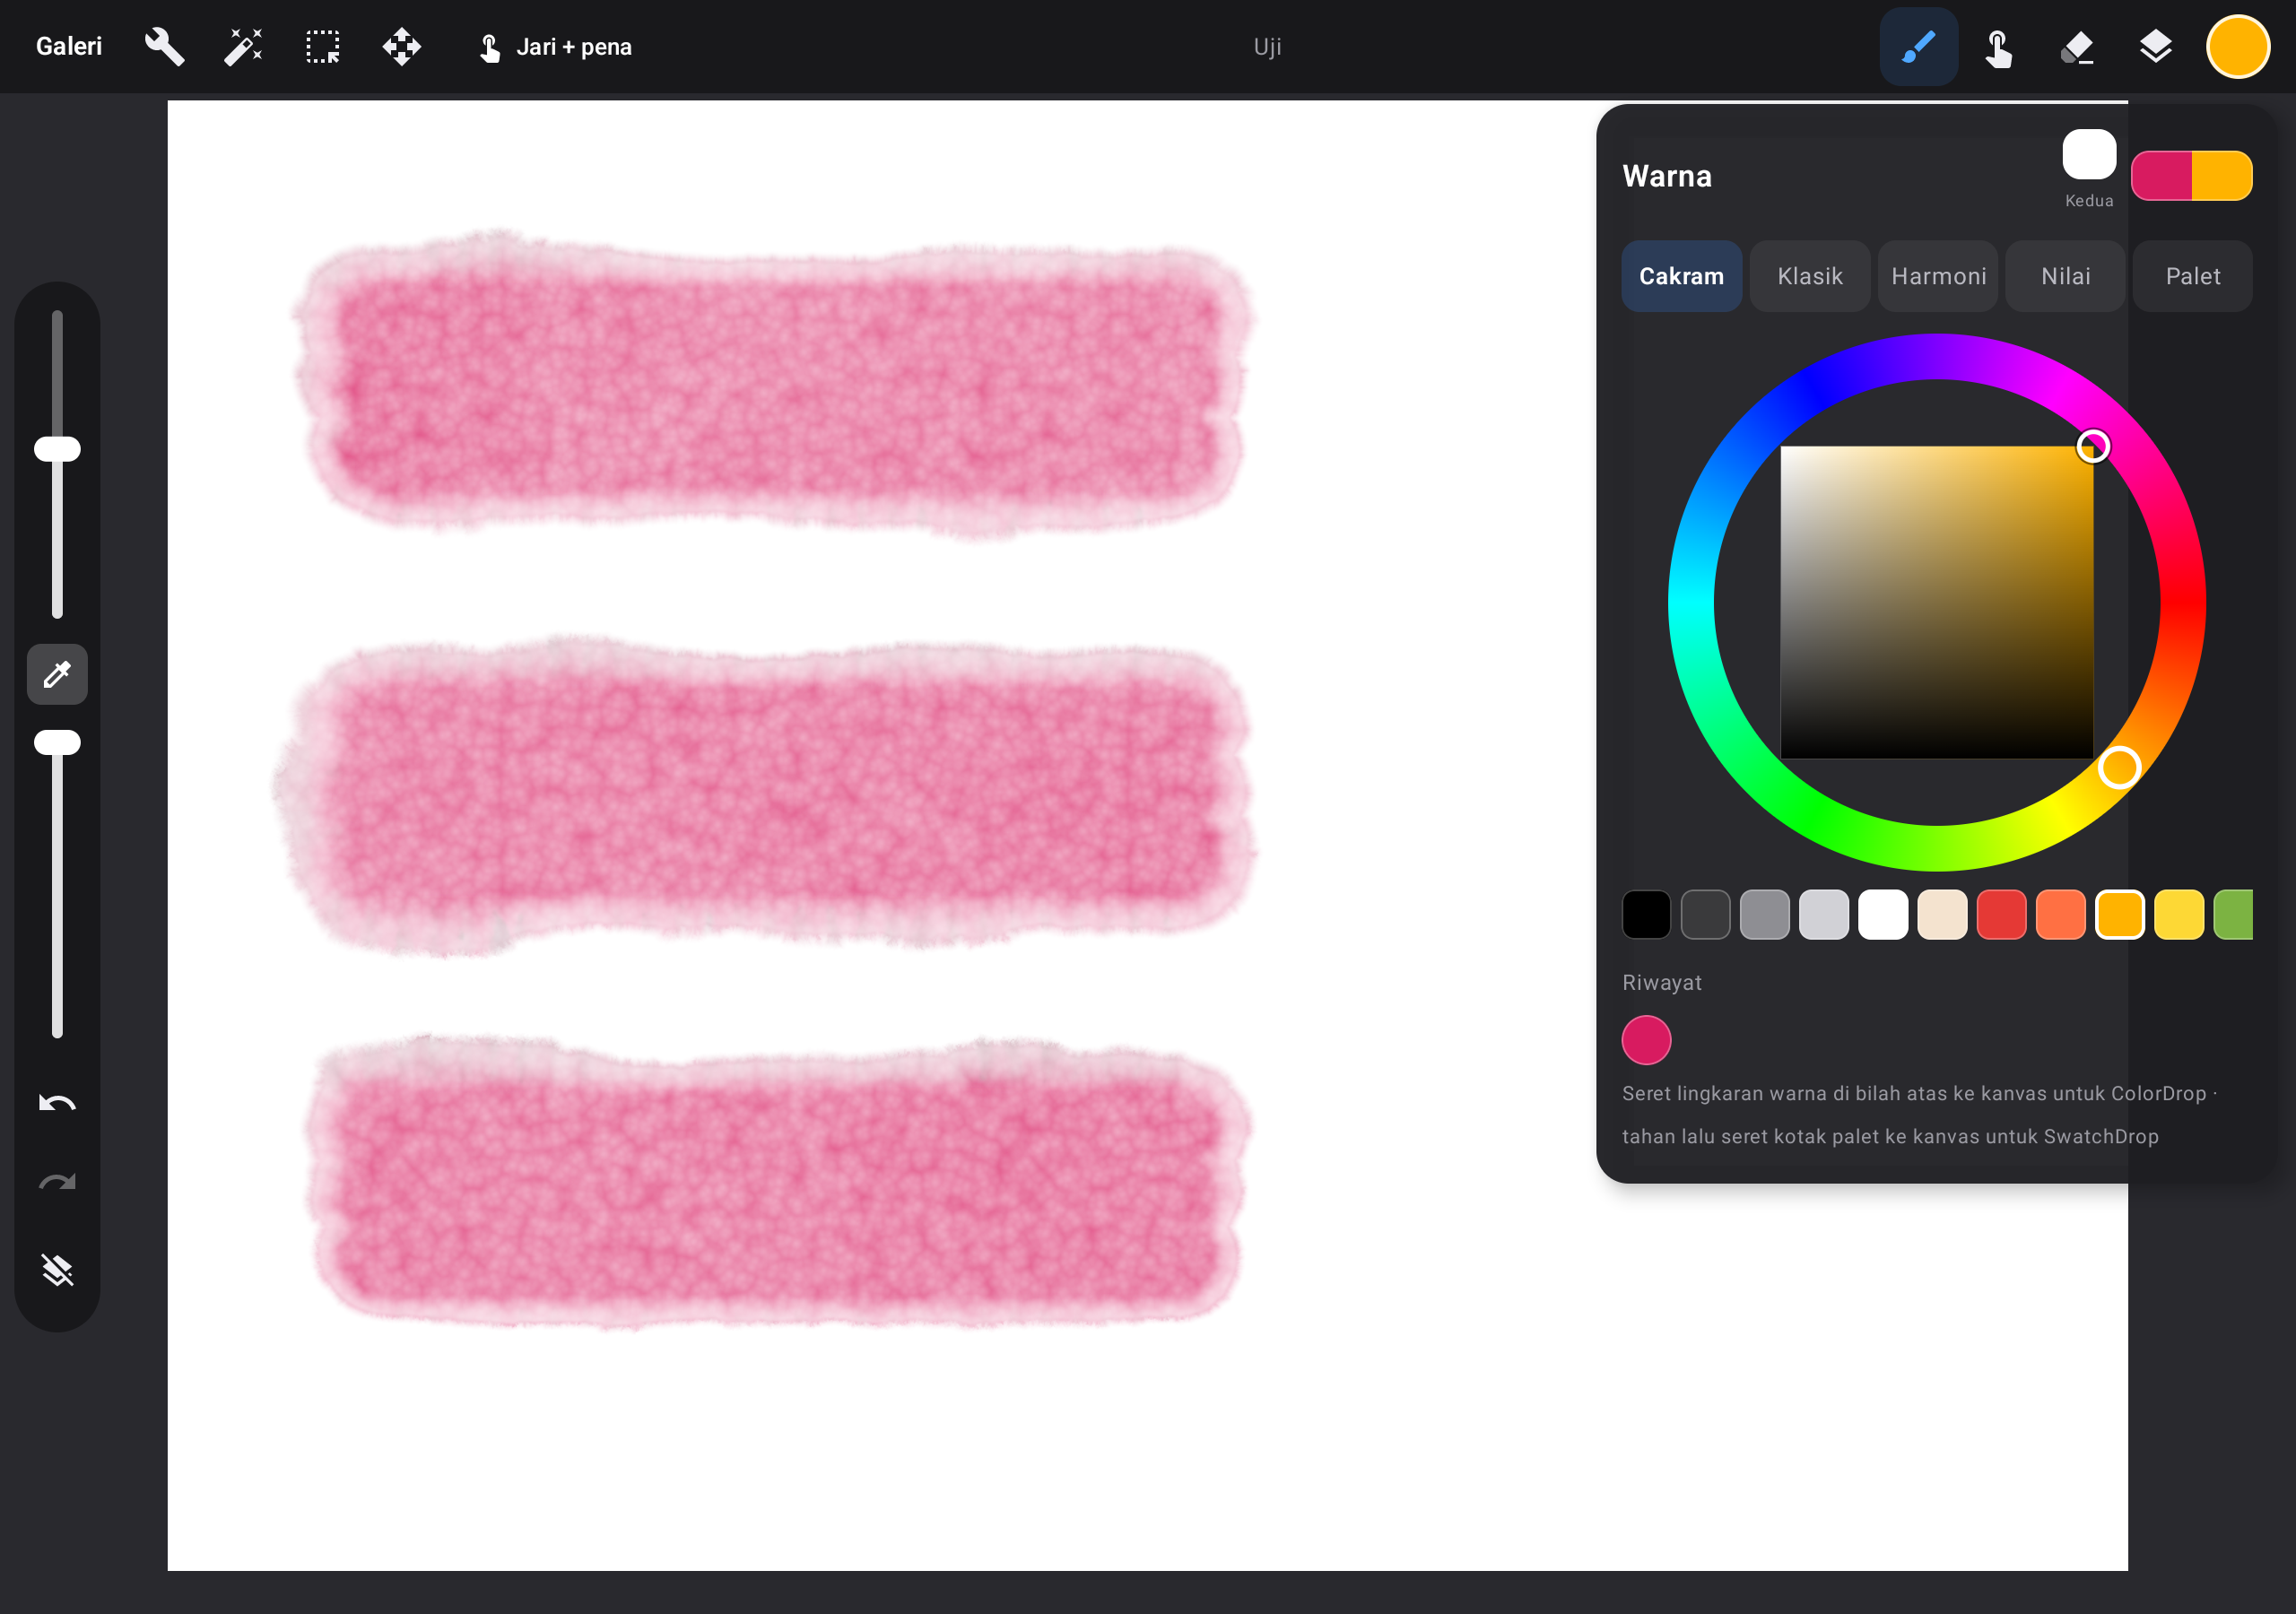 Galeri
Jari + pena
Uji
Warna
Kedua
Cakram
Klasik
Harmoni
Nilai
Palet
Riwayat
Seret lingkaran warna di bilah atas ke kanvas untuk ColorDrop ·
tahan lalu seret kotak palet ke kanvas untuk SwatchDrop